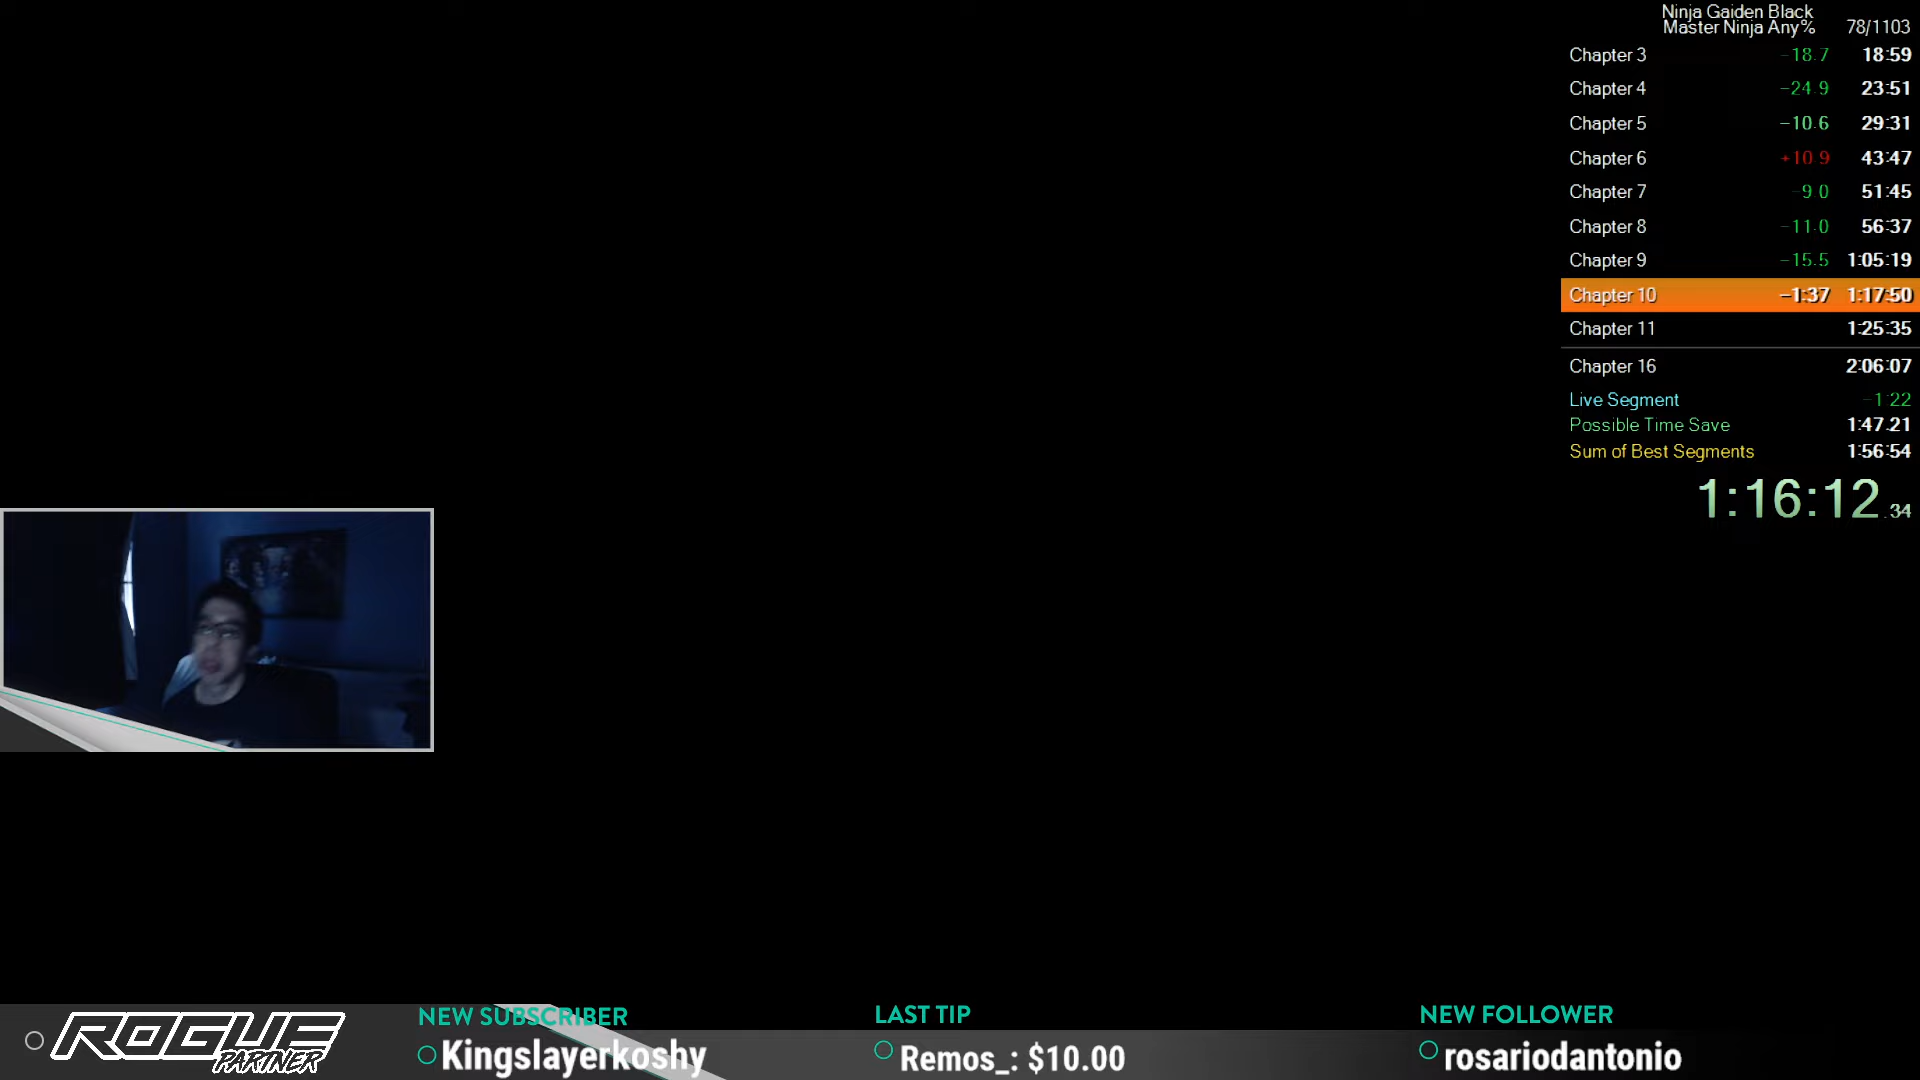 Ninja Gaiden Black
Master Ninja Any% 78/1103
Chapter 3 -18.7 18:59
Chapter 4 -24.9 23:51
Chapter 5 -10.6 29:31
Chapter 6 +10.9 43:47
Chapter 7 -9.0 51:45
Chapter 8 -11.0 56:37
Chapter 9 -15.5 1:05:19
Chapter 10 -1:37 1:17:50
Chapter 11 1:25:35
Chapter 16 2:06:07
Live Segment -1:22
Possible Time Save 1:47.21
Sum of Best Segments 1:56:54
1:16:12.34
ROGUE
PARTNER
NEW SUBSCRIBER
Kingslayerkoshy
LAST TIP
Remos_: $10.00
NEW FOLLOWER
rosariodantonio